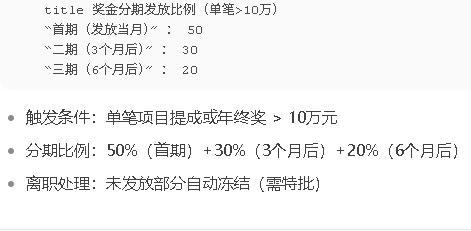 title 奖金分期发放比例（单笔>10万）
"首期（发放当月）" : 50
"二期（3个月后）" : 30
"三期（6个月后）" : 20
• 触发条件：单笔项目提成或年终奖 > 10万元
• 分期比例：50%（首期）+30%（3个月后）+20%（6个月后）
• 离职处理：未发放部分自动冻结（需特批）